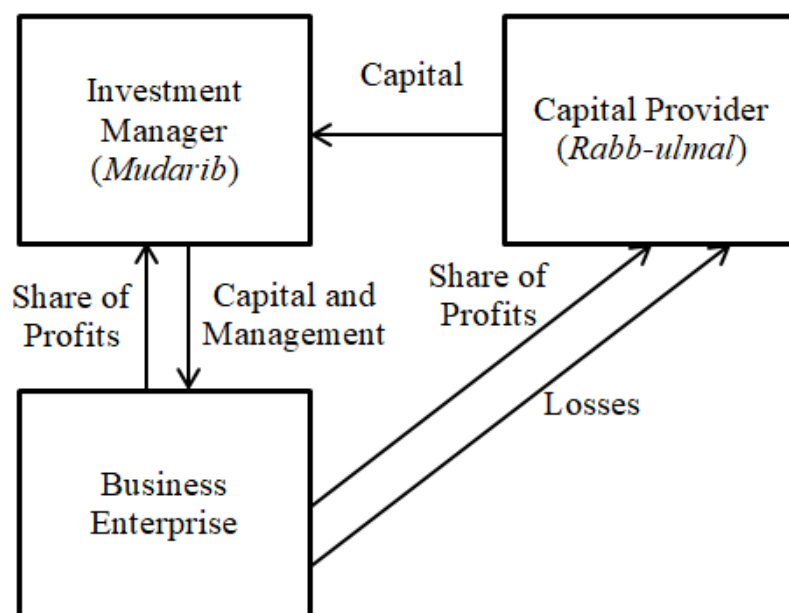 Investment
Manager
(Mudarib)
Capital
Capital Provider
(Rabb-ulmal)
Share of
Profits
Capital and
Management
Share of
Profits
Losses
Business
Enterprise